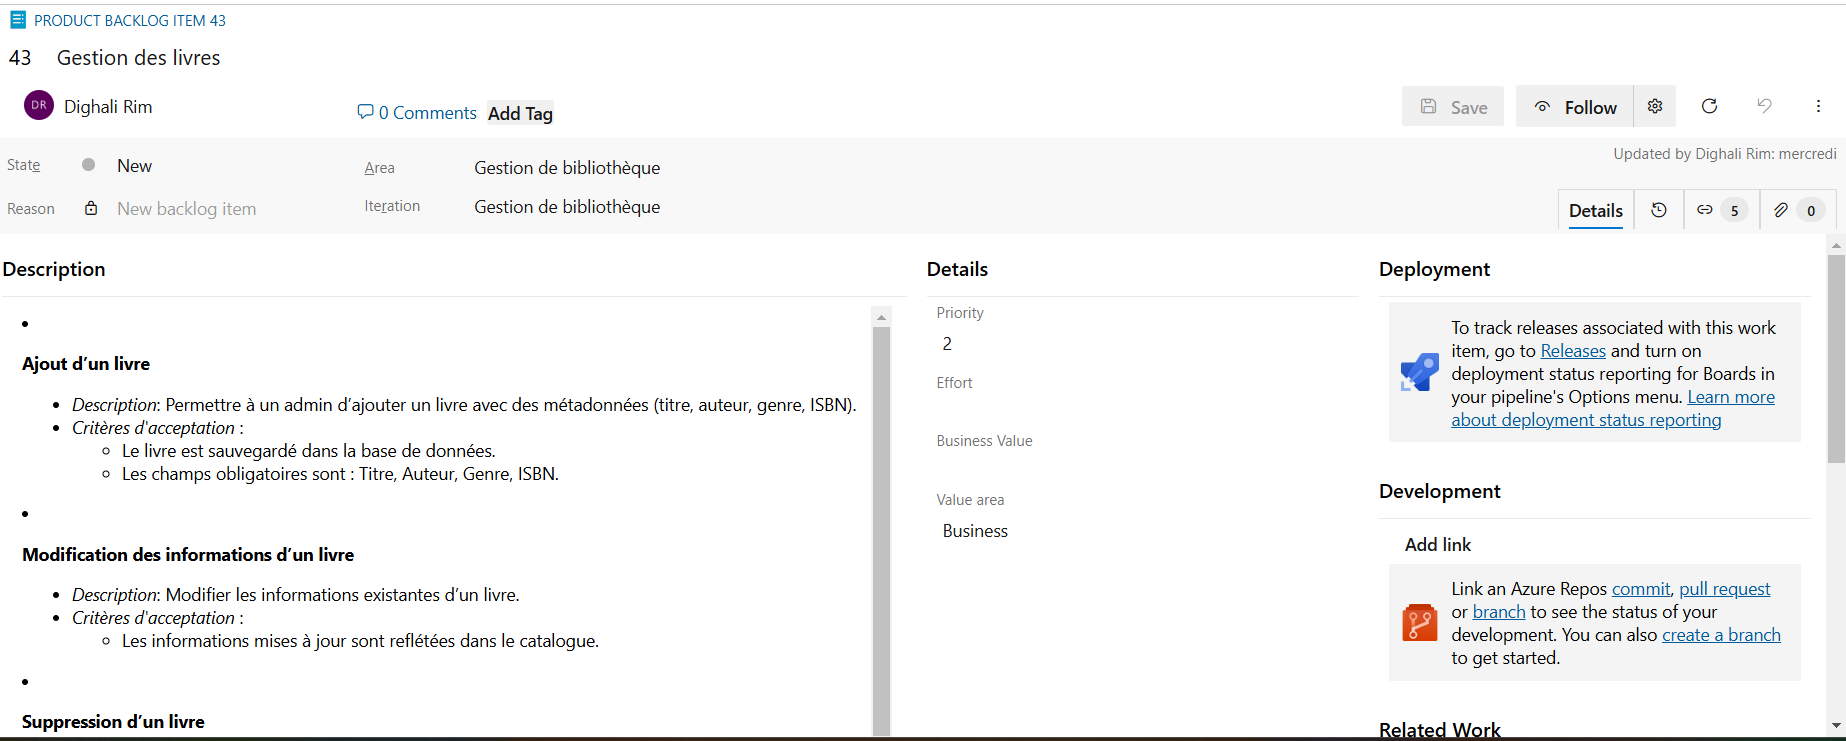 PRODUCT BACKLOG ITEM 43
43 Gestion des livres
DR Dighali Rim
0 Comments Add Tag
Save Follow
State New
Area Gestion de bibliothèque
Updated by Dighali Rim: mercredi
Reason New backlog item
Iteration Gestion de bibliothèque
Details 5 0
Description
Ajout d’un livre
Description: Permettre à un admin d’ajouter un livre avec des métadonnées (titre, auteur, genre, ISBN).
Critères d'acceptation :
Le livre est sauvegardé dans la base de données.
Les champs obligatoires sont : Titre, Auteur, Genre, ISBN.
Modification des informations d’un livre
Description: Modifier les informations existantes d’un livre.
Critères d'acceptation :
Les informations mises à jour sont reflétées dans le catalogue.
Suppression d’un livre
Details
Priority
2
Effort
Business Value
Value area
Business
Deployment
To track releases associated with this work
item, go to Releases and turn on
deployment status reporting for Boards in
your pipeline's Options menu. Learn more
about deployment status reporting
Development
Add link
Link an Azure Repos commit, pull request
or branch to see the status of your
development. You can also create a branch
to get started.
Related Work